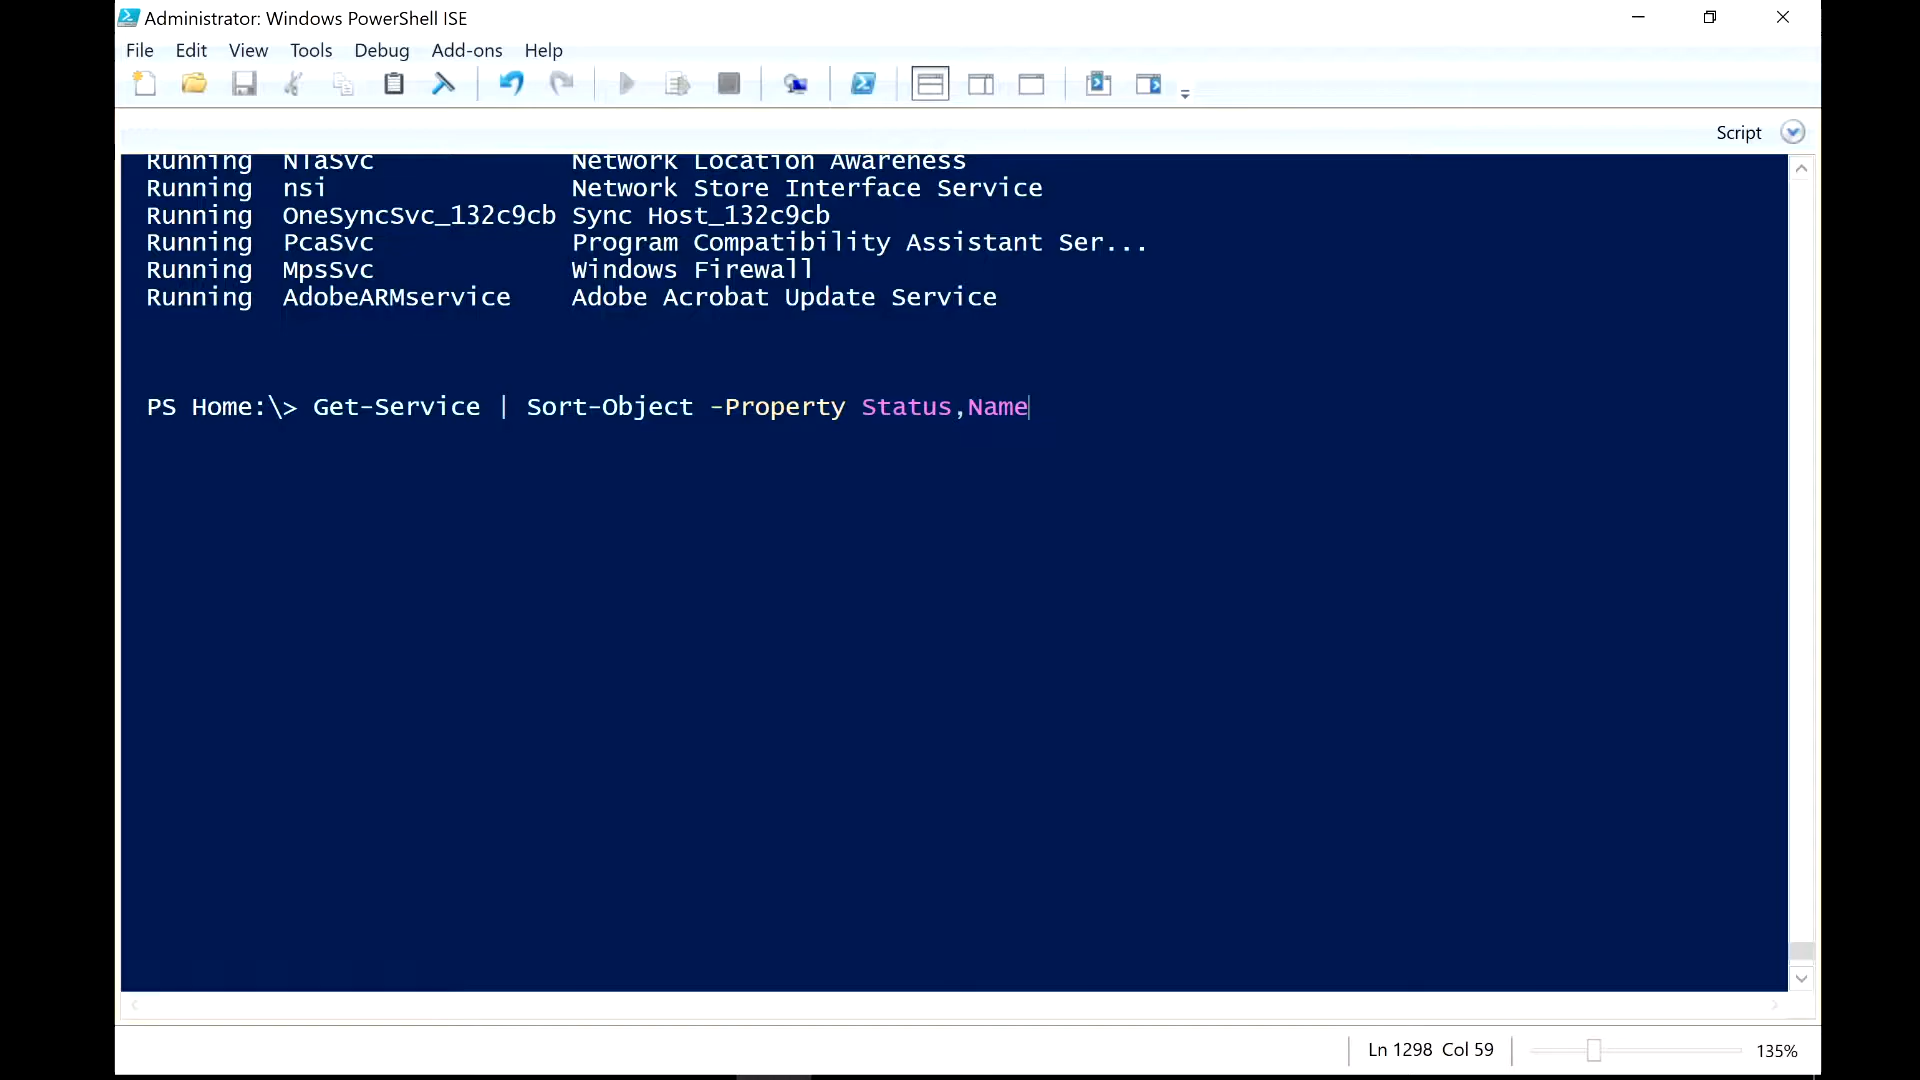 Administrator: Windows PowerShell ISE
File Edit View Tools Debug Add-ons Help
Script
Running NlaSvc Network Location Awareness
Running nsi Network Store Interface Service
Running OneSyncSvc_132c9cb Sync Host_132c9cb
Running PcaSvc Program Compatibility Assistant Ser...
Running MpsSvc Windows Firewall
Running AdobeARMservice Adobe Acrobat Update Service
PS Home:\> Get-Service | Sort-Object -Property Status,Name
Ln 1298 Col 59 135%